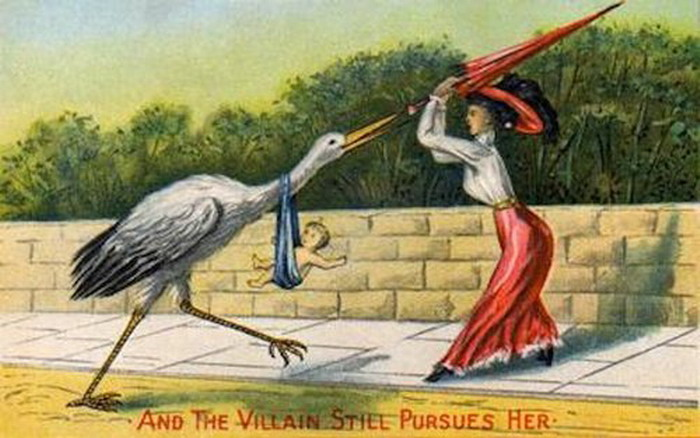 · AND THE VILLAIN STILL PURSUES HER ·